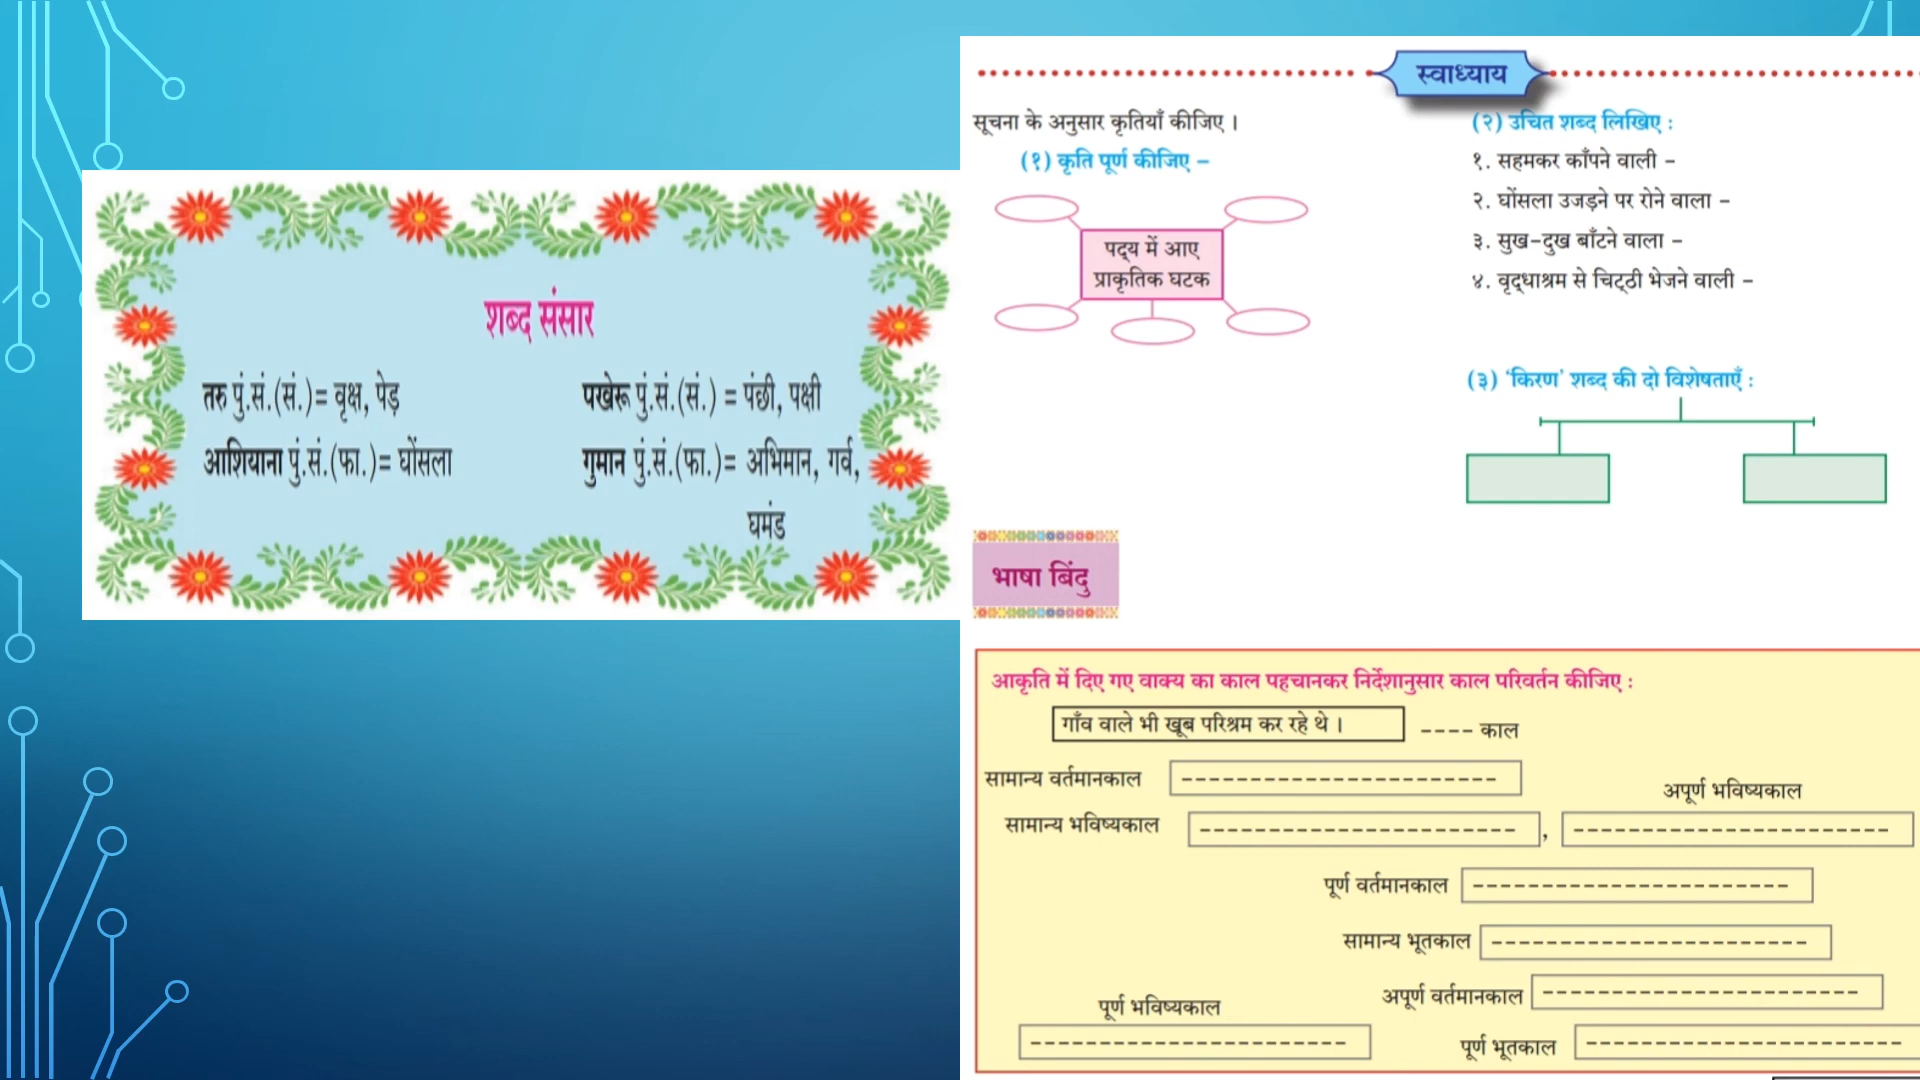 शब्द संसार
तरु पुं.सं.(सं.)= वृक्ष, पेड़
पखेरू पुं.सं.(सं.) = पंछी, पक्षी
आशियाना पुं.सं.(फा.)= घोंसला
गुमान पुं.सं.(फा.)= अभिमान, गर्व,
घमंड
स्वाध्याय
सूचना के अनुसार कृतियाँ कीजिए ।
(१) कृति पूर्ण कीजिए –
पद्‌य में आए
प्राकृतिक घटक
(२) उचित शब्द लिखिए :
१. सहमकर काँपने वाली –
२. घोंसला उजड़ने पर रोने वाला –
३. सुख-दुख बाँटने वाला –
४. वृद्‌धाश्रम से चिट्‌ठी भेजने वाली –
(३) ‘किरण’ शब्द की दो विशेषताएँ :
भाषा बिंदु
आकृति में दिए गए वाक्य का काल पहचानकर निर्देशानुसार काल परिवर्तन कीजिए :
गाँव वाले भी खूब परिश्रम कर रहे थे । ---- काल
सामान्य वर्तमानकाल
अपूर्ण भविष्यकाल
सामान्य भविष्यकाल ,
पूर्ण वर्तमानकाल
सामान्य भूतकाल
अपूर्ण वर्तमानकाल
पूर्ण भविष्यकाल
पूर्ण भूतकाल